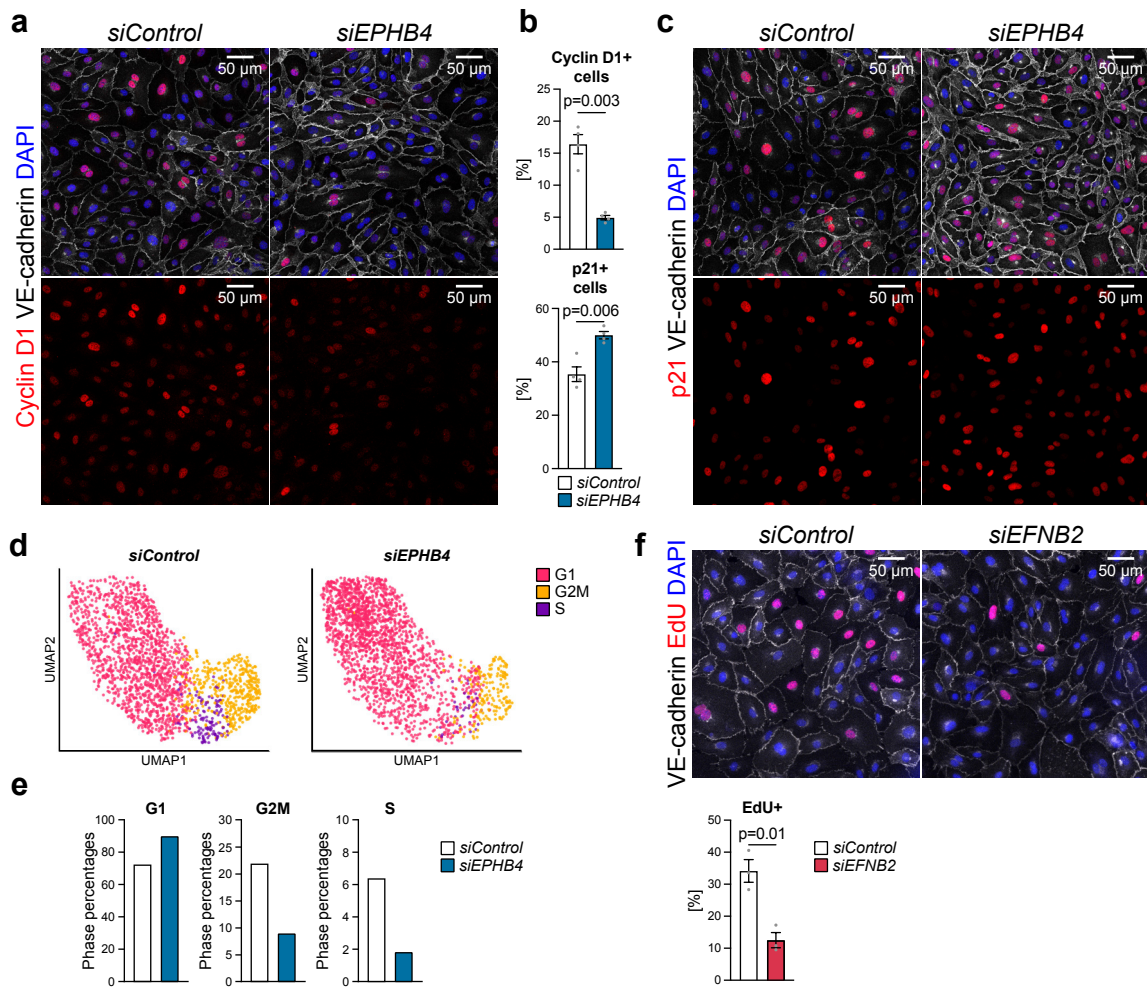 a
siControl
siEPHB4
50 µm
50 µm
Cyclin D1 VE-cadherin DAPI
50 µm
50 µm
b
Cyclin D1+
cells
25
20
15
10
5
0
[%]
p=0.003
p21+
cells
60
40
20
0
[%]
p=0.006
siControl
siEPHB4
c
siControl
siEPHB4
50 µm
50 µm
p21 VE-cadherin DAPI
50 µm
50 µm
d
siControl
siEPHB4
UMAP2
UMAP1
UMAP2
UMAP1
G1
G2M
S
e
G1
Phase percentages
100
80
60
40
20
0
G2M
Phase percentages
30
25
20
15
10
5
0
S
Phase percentages
10
8
6
4
2
0
siControl
siEPHB4
f
siControl
siEFNB2
50 µm
50 µm
VE-cadherin EdU DAPI
EdU+
50
40
30
20
10
0
[%]
p=0.01
siControl
siEFNB2